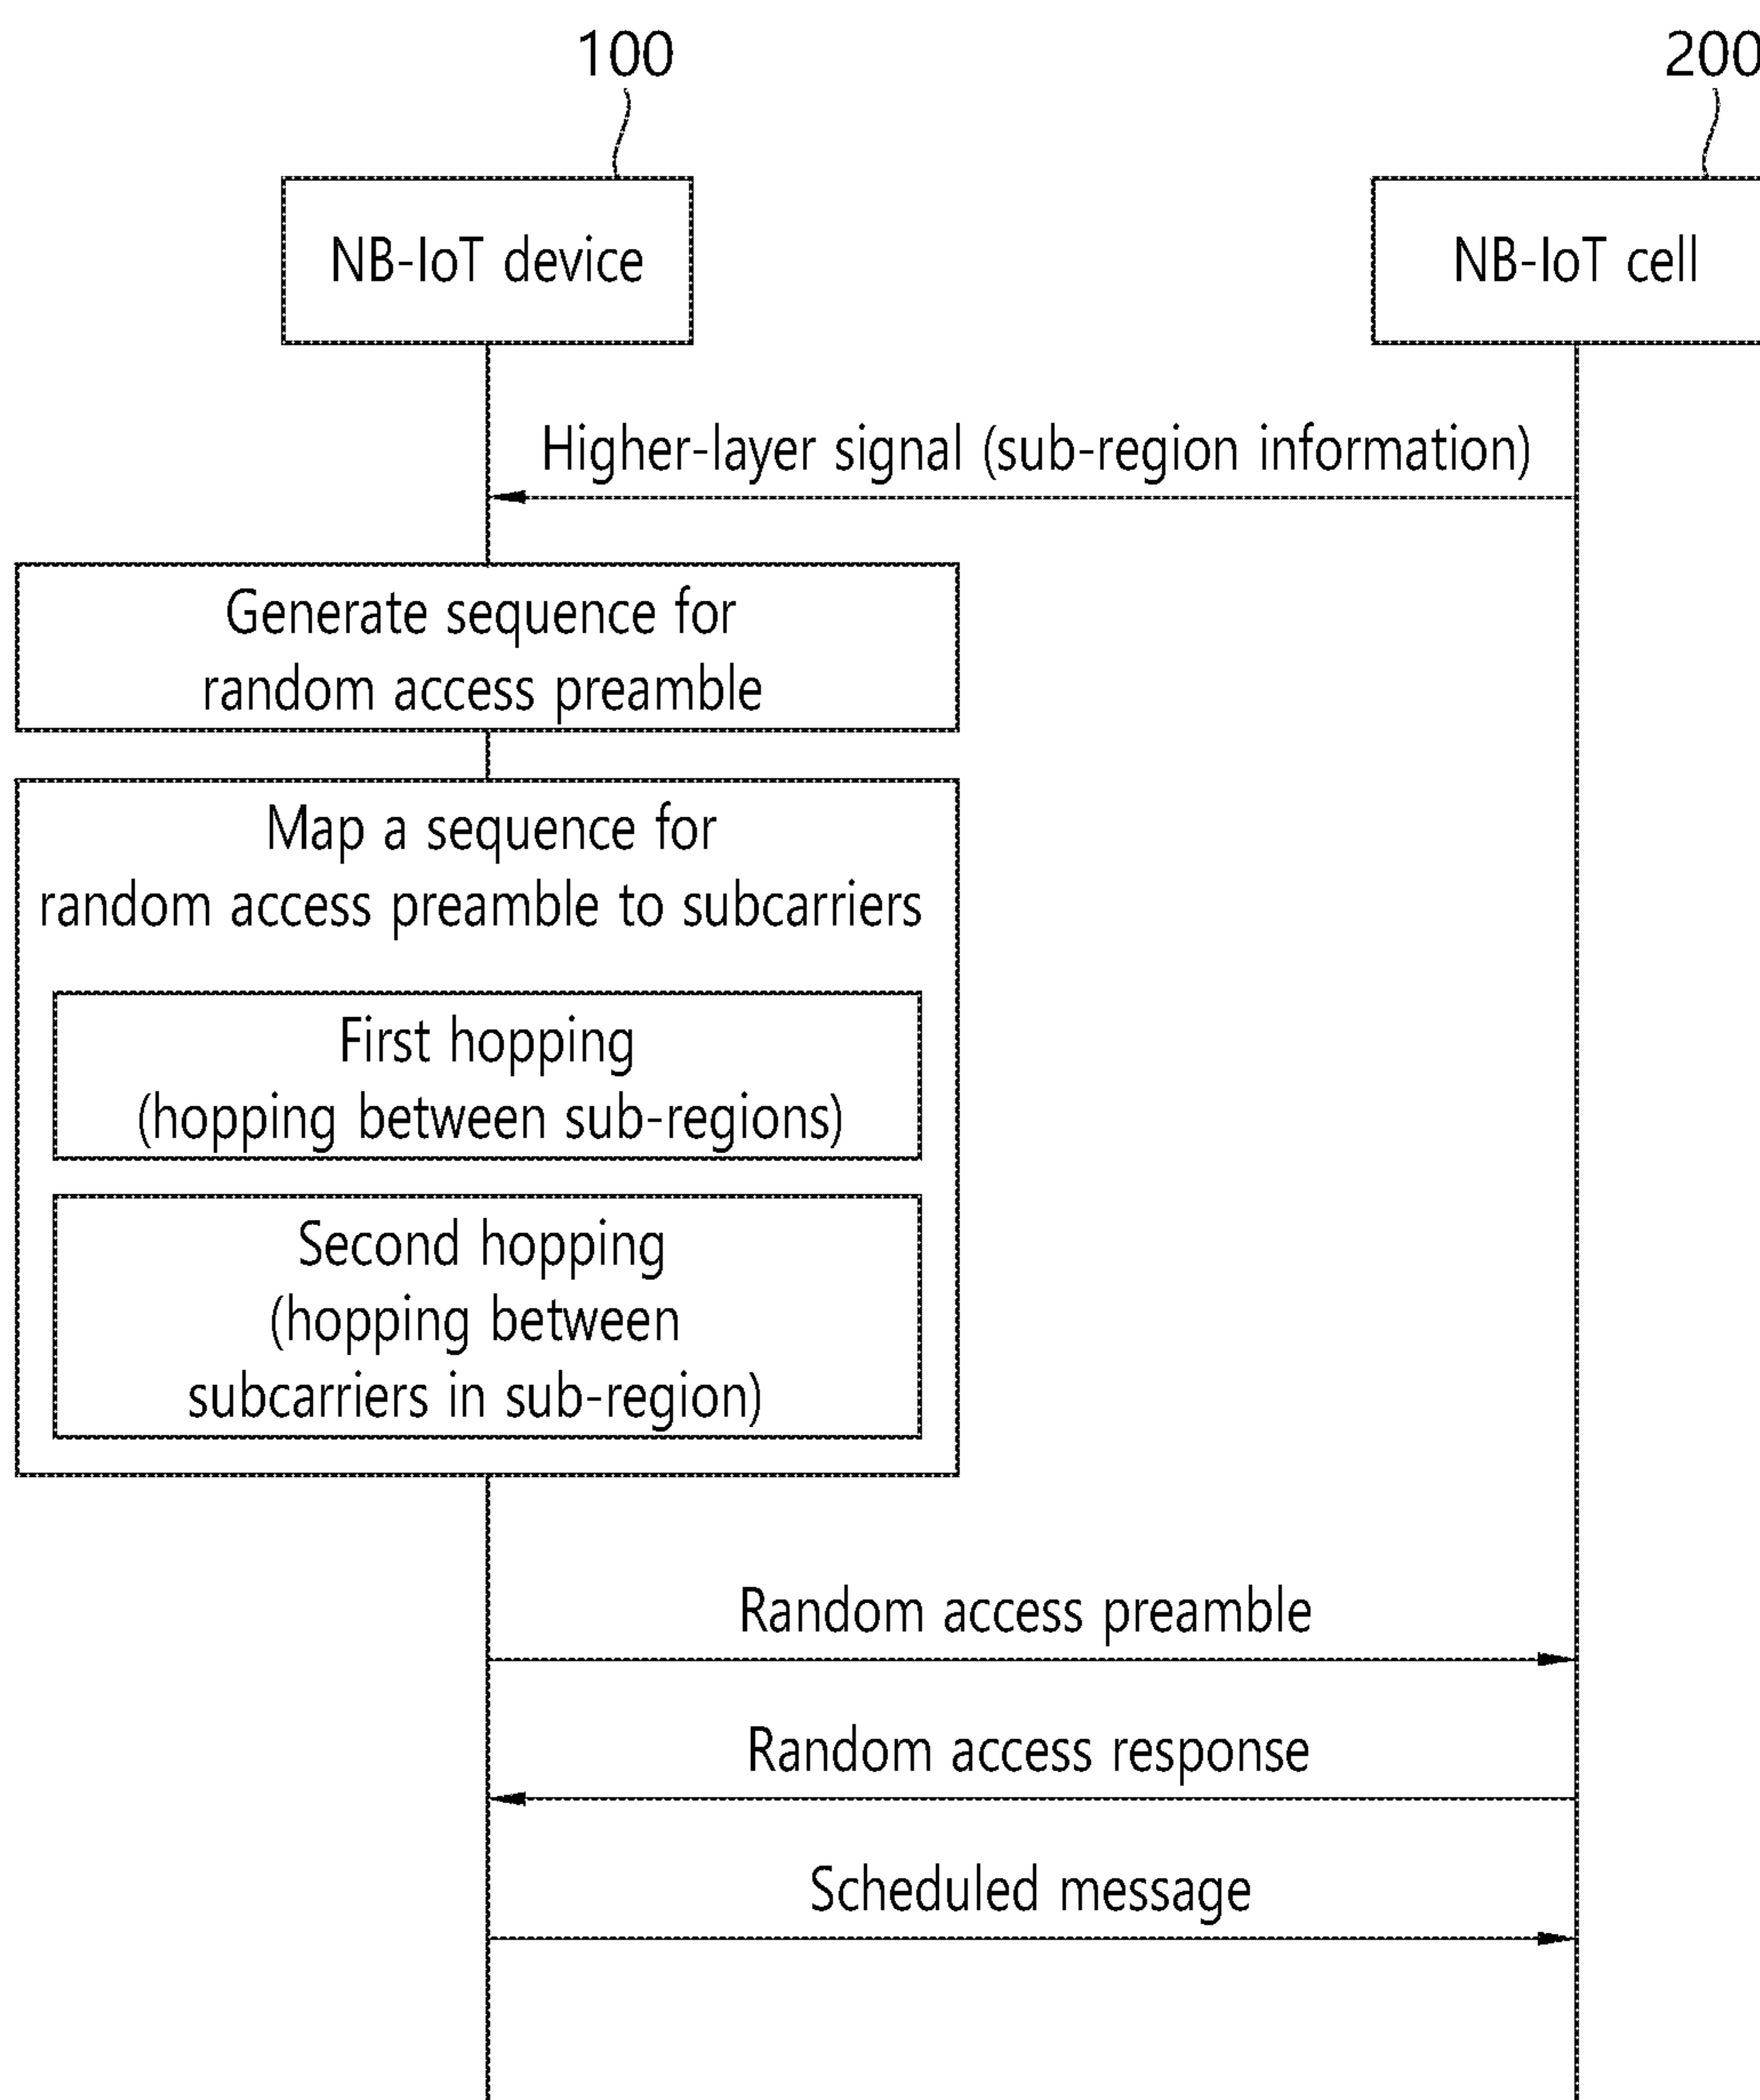 100
200
NB-IoT device
NB-IoT cell
Higher-layer signal (sub-region information)
Generate sequence for
random access preamble
Map a sequence for
random access preamble to subcarriers
First hopping
(hopping between sub-regions)
Second hopping
(hopping between
subcarriers in sub-region)
Random access preamble
Random access response
Scheduled message